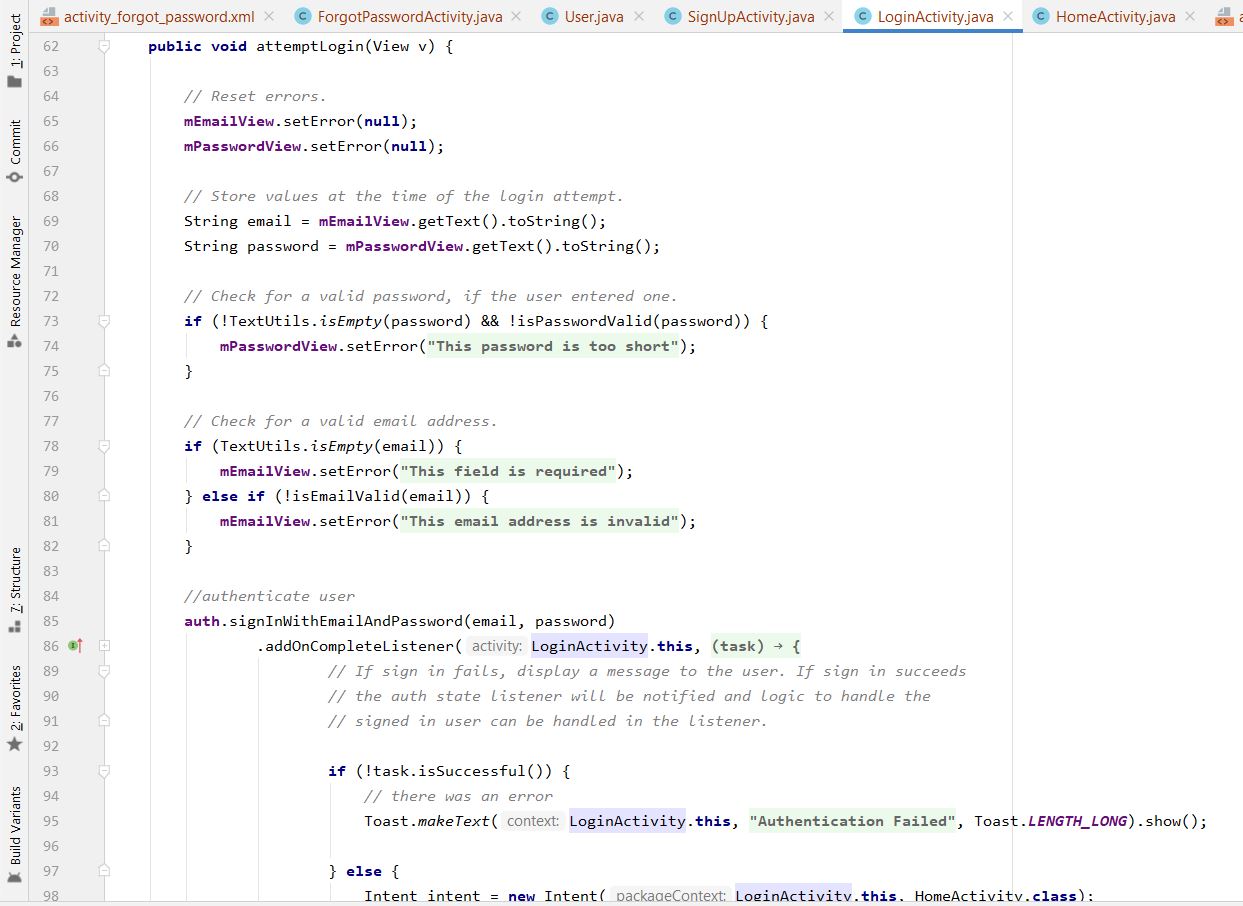 activity_forgot_password.xml ForgotPasswordActivity.java User.java SignUpActivity.java LoginActivity.java HomeActivity.java
1: Project
Commit
Resource Manager
7: Structure
2: Favorites
Build Variants
62 public void attemptLogin(View v) {
63
64 // Reset errors.
65 mEmailView.setError(null);
66 mPasswordView.setError(null);
67
68 // Store values at the time of the login attempt.
69 String email = mEmailView.getText().toString();
70 String password = mPasswordView.getText().toString();
71
72 // Check for a valid password, if the user entered one.
73 if (!TextUtils.isEmpty(password) && !isPasswordValid(password)) {
74 mPasswordView.setError("This password is too short");
75 }
76
77 // Check for a valid email address.
78 if (TextUtils.isEmpty(email)) {
79 mEmailView.setError("This field is required");
80 } else if (!isEmailValid(email)) {
81 mEmailView.setError("This email address is invalid");
82 }
83
84 //authenticate user
85 auth.signInWithEmailAndPassword(email, password)
86 .addOnCompleteListener( activity: LoginActivity.this, (task) → {
89 // If sign in fails, display a message to the user. If sign in succeeds
90 // the auth state listener will be notified and logic to handle the
91 // signed in user can be handled in the listener.
92
93 if (!task.isSuccessful()) {
94 // there was an error
95 Toast.makeText( context: LoginActivity.this, "Authentication Failed", Toast.LENGTH_LONG).show();
96
97 } else {
98 Intent intent = new Intent( packageContext: LoginActivity.this, HomeActivity.class);